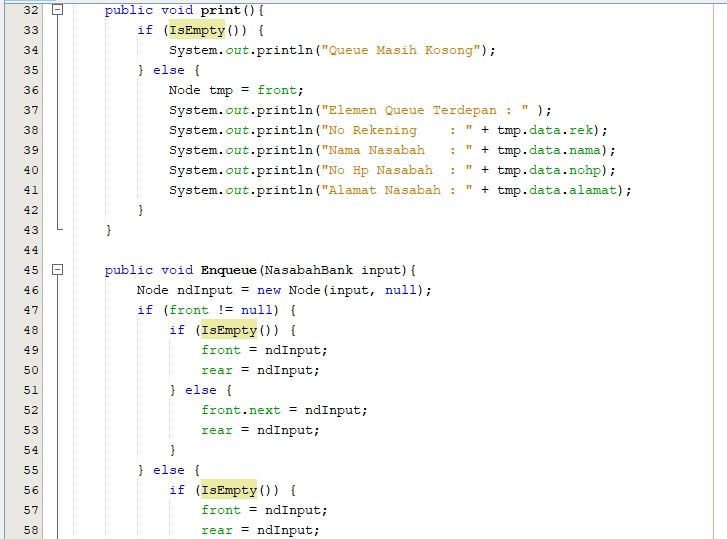 32 public void print(){
33 if (IsEmpty()) {
34 System.out.println("Queue Masih Kosong");
35 } else {
36 Node tmp = front;
37 System.out.println("Elemen Queue Terdepan : " );
38 System.out.println("No Rekening    : " + tmp.data.rek);
39 System.out.println("Nama Nasabah   : " + tmp.data.nama);
40 System.out.println("No Hp Nasabah  : " + tmp.data.nohp);
41 System.out.println("Alamat Nasabah : " + tmp.data.alamat);
42 }
43 }
44
45 public void Enqueue(NasabahBank input){
46 Node ndInput = new Node(input, null);
47 if (front != null) {
48 if (IsEmpty()) {
49 front = ndInput;
50 rear = ndInput;
51 } else {
52 front.next = ndInput;
53 rear = ndInput;
54 }
55 } else {
56 if (IsEmpty()) {
57 front = ndInput;
58 rear = ndInput;